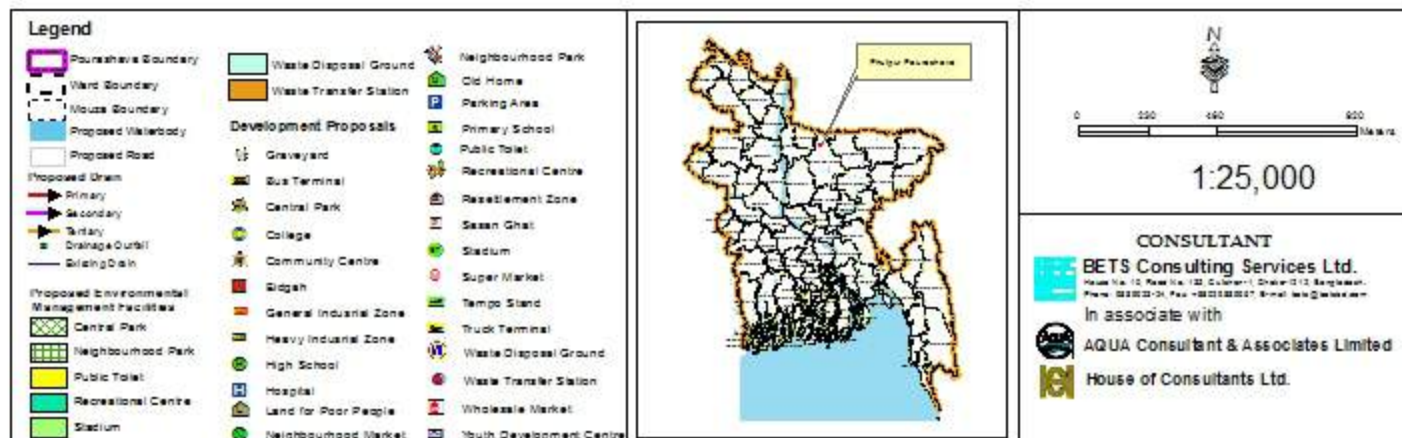 Legend
Pourashava Boundary
Ward Boundary
Mouza Boundary
Proposed Waterbody
Proposed Road
Proposed Drain
Primary
Secondary
Tertiary
Drainage Outfall
Existing Drain
Proposed Environmental
Management Facilities
Central Park
Neighbourhood Park
Public Toilet
Recreational Centre
Stadium
Waste Disposal Ground
Waste Transfer Station
Development Proposals
Graveyard
Bus Terminal
Central Park
College
Community Centre
Eidgah
General Indusrial Zone
Heavy Indusrial Zone
High School
Hospital
Land for Poor People
Neighbourhood Market
Neighbourhood Park
Old Home
P
Parking Area
Primary School
Public Toilet
Recreational Centre
Resetlement Zone
Sasan Ghat
Stadium
Super Market
Tempo Stand
Truck Terminal
Waste Disposal Ground
Waste Transfer Station
Wholesale Market
Youth Development Centre
Phulpur Pourashava
N
0
Meters
1:25,000
CONSULTANT
BETS Consulting Services Ltd.
In associate with
AQUA Consultant & Associates Limited
House of Consultants Ltd.